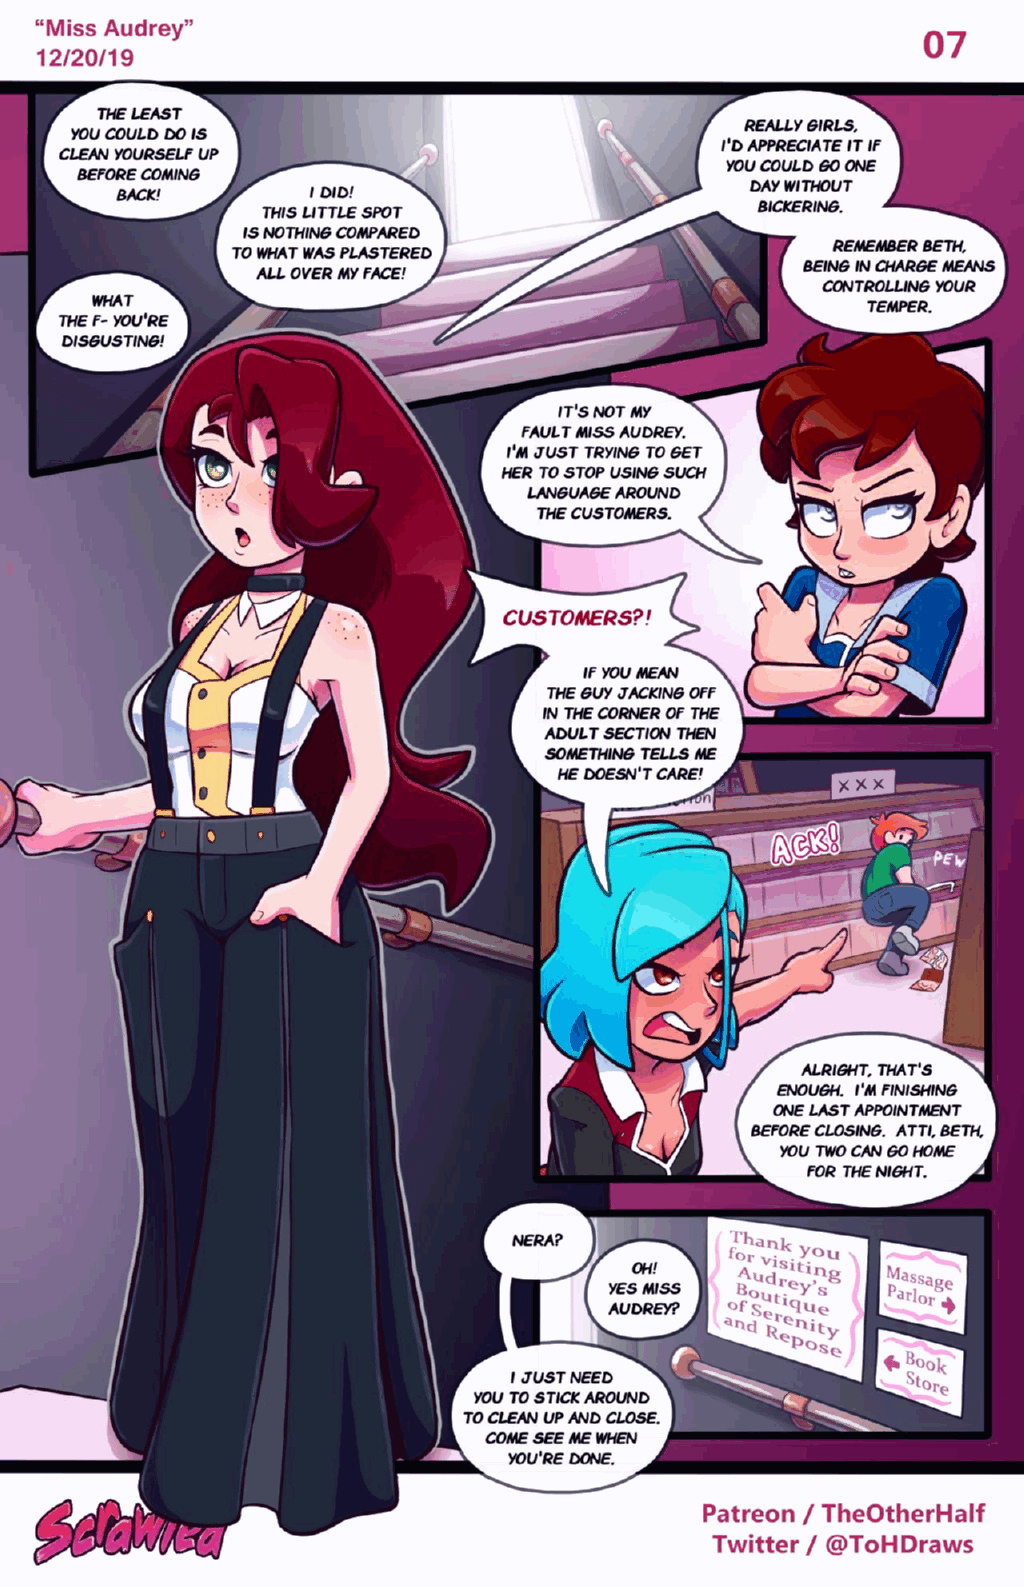 “Miss Audrey”
12/20/19
07
THE LEAST
YOU COULD DO IS
CLEAN YOURSELF UP
BEFORE COMING
BACK!
I DID!
THIS LITTLE SPOT
IS NOTHING COMPARED
TO WHAT WAS PLASTERED
ALL OVER MY FACE!
WHAT
THE F- YOU'RE
DISGUSTING!
REALLY GIRLS,
I'D APPRECIATE IT IF
YOU COULD GO ONE
DAY WITHOUT
BICKERING.
REMEMBER BETH,
BEING IN CHARGE MEANS
CONTROLLING YOUR
TEMPER.
IT'S NOT MY
FAULT MISS AUDREY.
I'M JUST TRYING TO GET
HER TO STOP USING SUCH
LANGUAGE AROUND
THE CUSTOMERS.
CUSTOMERS?!
IF YOU MEAN
THE GUY JACKING OFF
IN THE CORNER OF THE
ADULT SECTION THEN
SOMETHING TELLS ME
HE DOESN'T CARE!
XXX
ACK!
PEW
ALRIGHT, THAT'S
ENOUGH. I'M FINISHING
ONE LAST APPOINTMENT
BEFORE CLOSING. ATTI, BETH,
YOU TWO CAN GO HOME
FOR THE NIGHT.
NERA?
OH!
YES MISS
AUDREY?
I JUST NEED
YOU TO STICK AROUND
TO CLEAN UP AND CLOSE.
COME SEE ME WHEN
YOU'RE DONE.
Thank you
for visiting
Audrey's
Boutique
of Serenity
and Repose
Massage
Parlor →
← Book
Store
Scrawled
Patreon / TheOtherHalf
Twitter / @ToHDraws